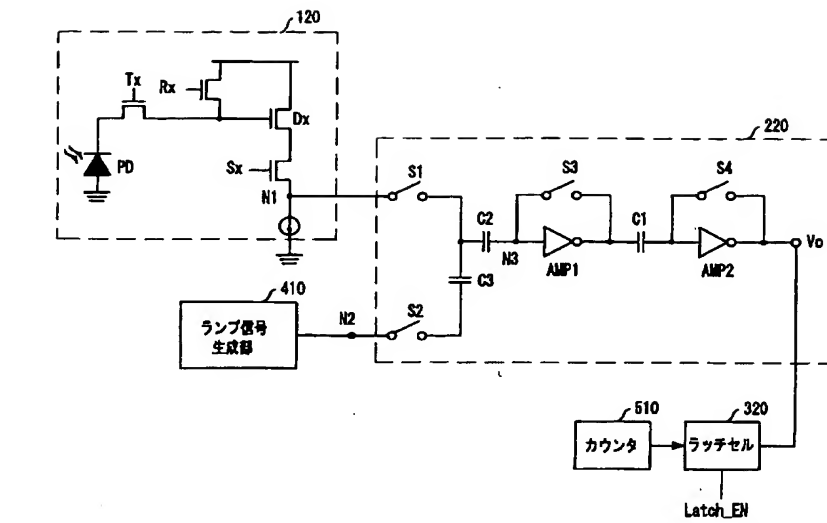 120
Tx
Rx
Dx
PD
Sx
N1
220
S1
S3
S4
C2
C1
N3
AMP1
AMP2
Vo
C3
410
ランプ信号
生成部
N2
S2
510
320
カウンタ
ラッチセル
Latch_EN